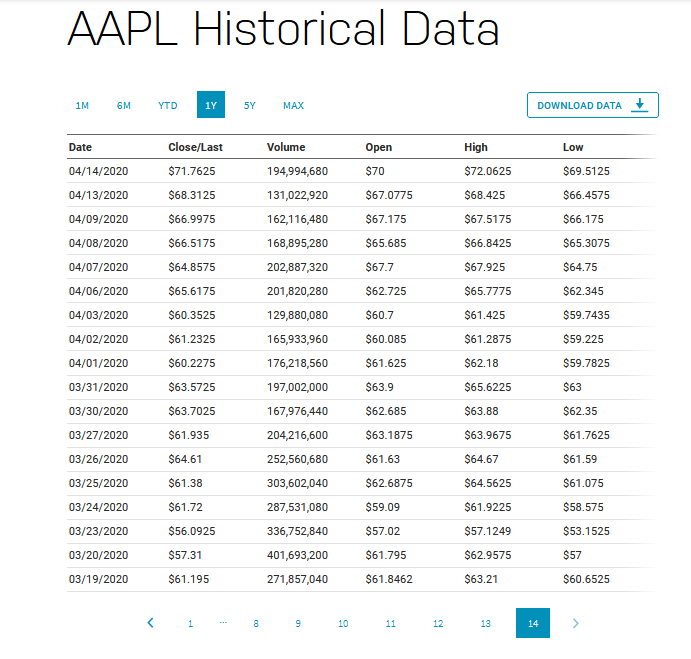 AAPL Historical Data
1M 6M YTD 1Y 5Y MAX DOWNLOAD DATA
Date Close/Last Volume Open High Low
04/14/2020 $71.7625 194,994,680 $70 $72.0625 $69.5125
04/13/2020 $68.3125 131,022,920 $67.0775 $68.425 $66.4575
04/09/2020 $66.9975 162,116,480 $67.175 $67.5175 $66.175
04/08/2020 $66.5175 168,895,280 $65.685 $66.8425 $65.3075
04/07/2020 $64.8575 202,887,320 $67.7 $67.925 $64.75
04/06/2020 $65.6175 201,820,280 $62.725 $65.7775 $62.345
04/03/2020 $60.3525 129,880,080 $60.7 $61.425 $59.7435
04/02/2020 $61.2325 165,933,960 $60.085 $61.2875 $59.225
04/01/2020 $60.2275 176,218,560 $61.625 $62.18 $59.7825
03/31/2020 $63.5725 197,002,000 $63.9 $65.6225 $63
03/30/2020 $63.7025 167,976,440 $62.685 $63.88 $62.35
03/27/2020 $61.935 204,216,600 $63.1875 $63.9675 $61.7625
03/26/2020 $64.61 252,560,680 $61.63 $64.67 $61.59
03/25/2020 $61.38 303,602,040 $62.6875 $64.5625 $61.075
03/24/2020 $61.72 287,531,080 $59.09 $61.9225 $58.575
03/23/2020 $56.0925 336,752,840 $57.02 $57.1249 $53.1525
03/20/2020 $57.31 401,693,200 $61.795 $62.9575 $57
03/19/2020 $61.195 271,857,040 $61.8462 $63.21 $60.6525
1 ... 8 9 10 11 12 13 14